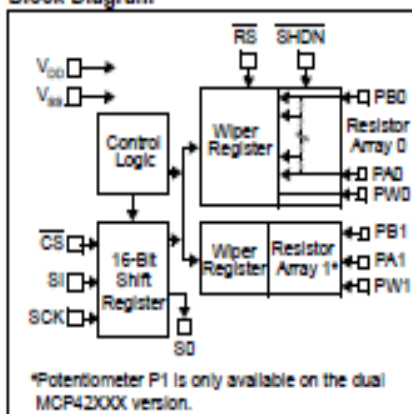 Block Diagram
RS SHDN
VDD
VSS
PB0
Control
Logic
Wiper
Register
Resistor
Array 0
PA0
PW0
CS
SI
SCK
16-Bit
Shift
Register
Wiper
Register
Resistor
Array 1*
PB1
PA1
PW1
S0
*Potentiometer P1 is only available on the dual
MCP42XXX version.